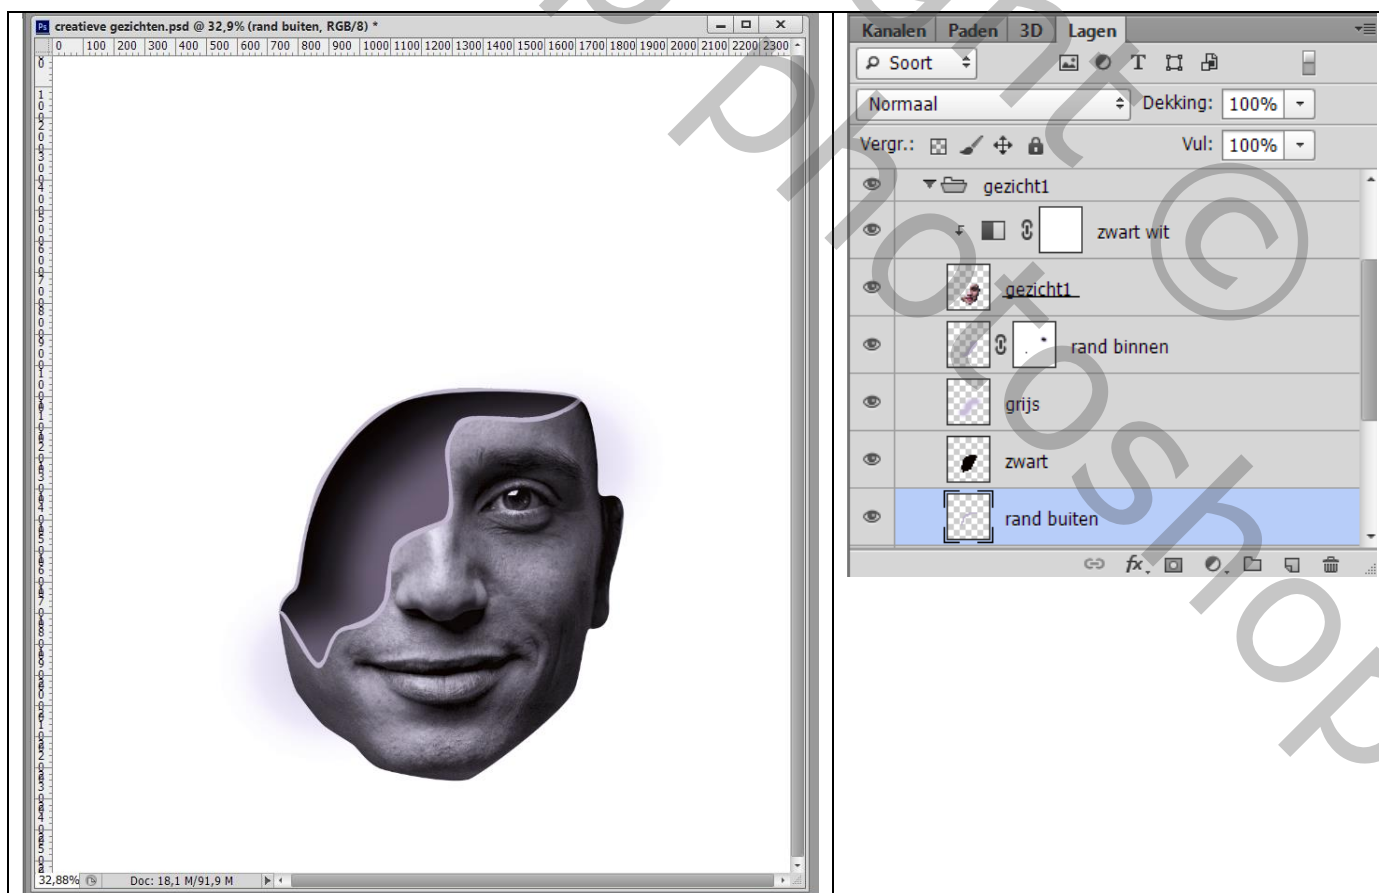 Ps creatieve gezichten.psd @ 32,9% (rand buiten, RGB/8) *
0 100 200 300 400 500 600 700 800 900 1000 1100 1200 1300 1400 1500 1600 1700 1800 1900 2000 2100 2200 2300
32,88% Doc: 18,1 M/91,9 M
Kanalen Paden 3D Lagen
Soort T
Normaal Dekking: 100%
Vergr.: Vul: 100%
gezicht1
zwart wit
gezicht1
rand binnen
grijs
zwart
rand buiten
fx
©
photoshop